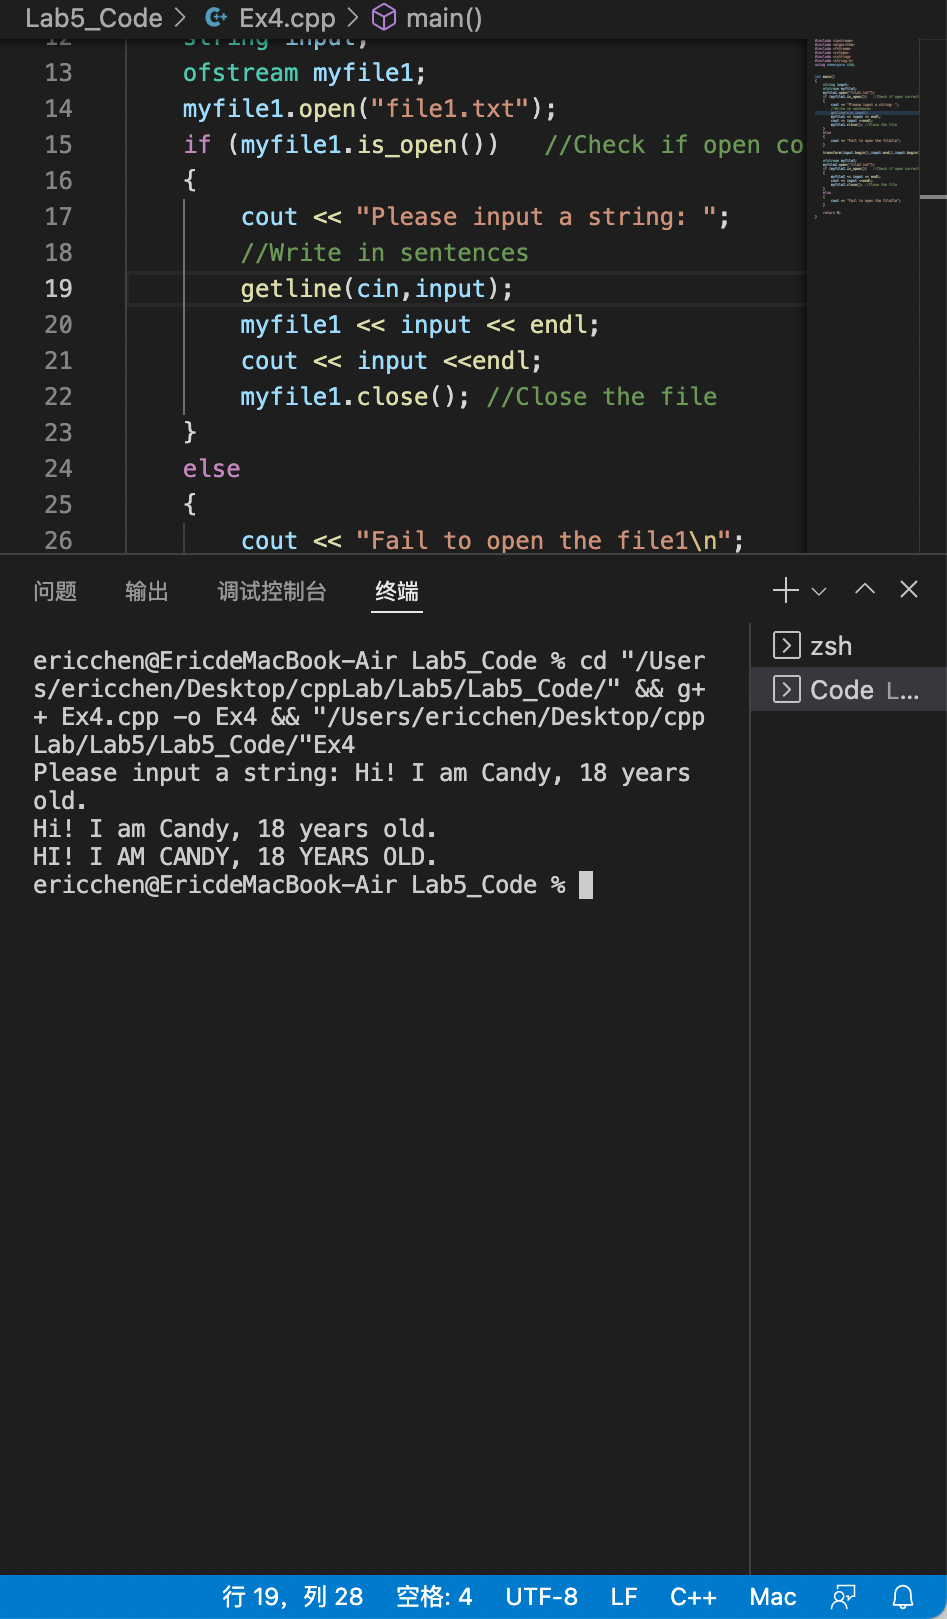 Lab5_Code > Ex4.cpp > main()
12 string input;
13 ofstream myfile1;
14 myfile1.open("file1.txt");
15 if (myfile1.is_open()) //Check if open co
16 {
17 cout << "Please input a string: ";
18 //Write in sentences
19 getline(cin,input);
20 myfile1 << input << endl;
21 cout << input <<endl;
22 myfile1.close(); //Close the file
23 }
24 else
25 {
26 cout << "Fail to open the file1\n";
问题 输出 调试控制台 终端
ericchen@EricdeMacBook-Air Lab5_Code % cd "/User
s/ericchen/Desktop/cppLab/Lab5/Lab5_Code/" && g+
+ Ex4.cpp -o Ex4 && "/Users/ericchen/Desktop/cpp
Lab/Lab5/Lab5_Code/"Ex4
Please input a string: Hi! I am Candy, 18 years
old.
Hi! I am Candy, 18 years old.
HI! I AM CANDY, 18 YEARS OLD.
ericchen@EricdeMacBook-Air Lab5_Code %
zsh
Code L...
行 19，列 28 空格: 4 UTF-8 LF C++ Mac